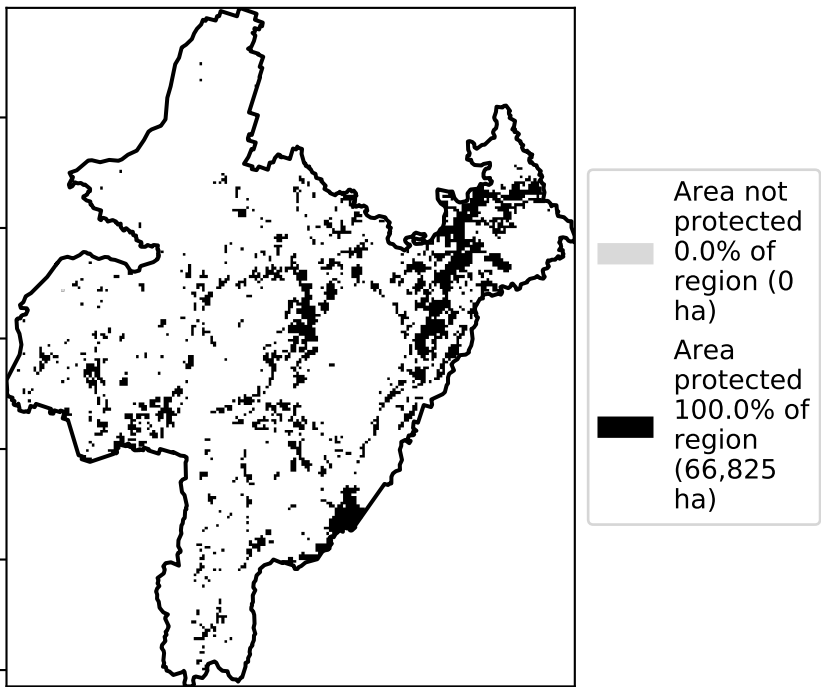 Area not
protected
0.0% of
region (0
ha)
Area
protected
100.0% of
region
(66,825
ha)